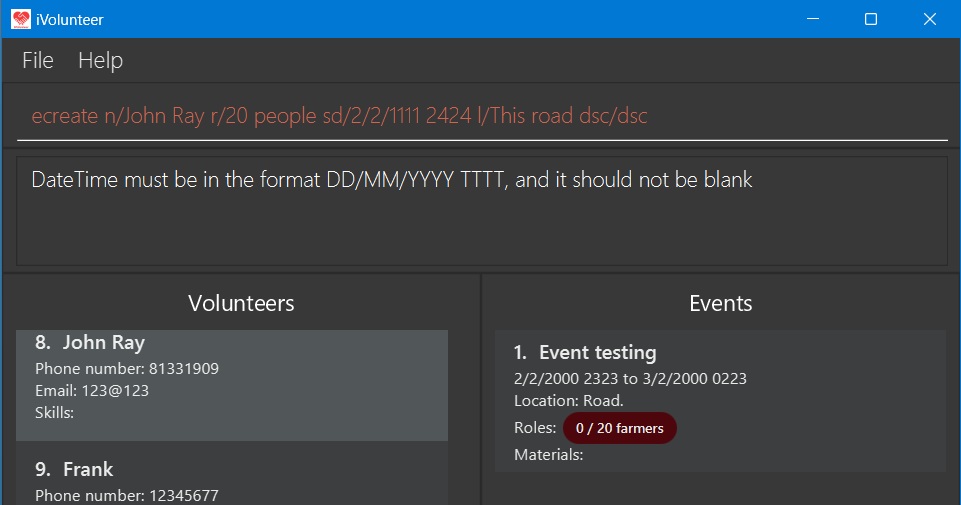 iVolunteer
File Help
ecreate n/John Ray r/20 people sd/2/2/1111 2424 l/This road dsc/dsc
DateTime must be in the format DD/MM/YYYY TTTT, and it should not be blank
Volunteers
8. John Ray
Phone number: 81331909
Email: 123@123
Skills:
9. Frank
Phone number: 12345677
Events
1. Event testing
2/2/2000 2323 to 3/2/2000 0223
Location: Road.
Roles: 0 / 20 farmers
Materials: